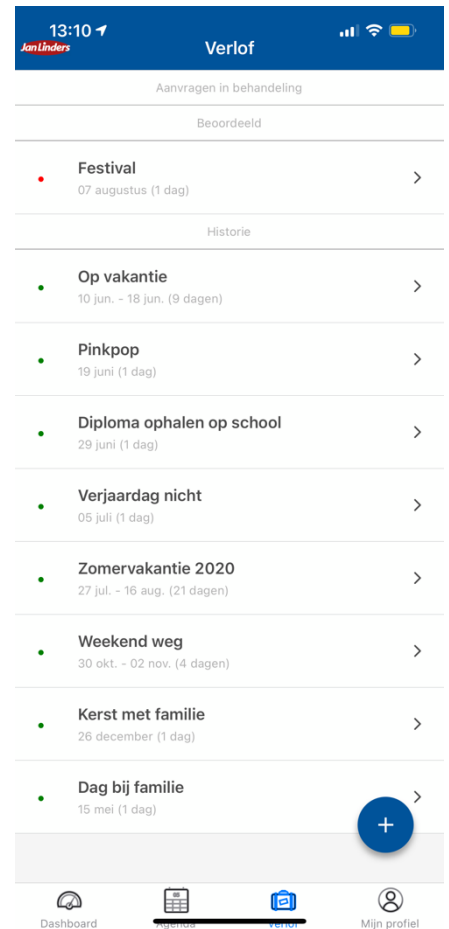 13:10
Jan Linders
Verlof
Aanvragen in behandeling
Beoordeeld
Festival
07 augustus (1 dag)
Historie
Op vakantie
10 jun. - 18 jun. (9 dagen)
Pinkpop
19 juni (1 dag)
Diploma ophalen op school
29 juni (1 dag)
Verjaardag nicht
05 juli (1 dag)
Zomervakantie 2020
27 jul. - 16 aug. (21 dagen)
Weekend weg
30 okt. - 02 nov. (4 dagen)
Kerst met familie
26 december (1 dag)
Dag bij familie
15 mei (1 dag)
+
Dashboard
Agenda
Verlof
Mijn profiel